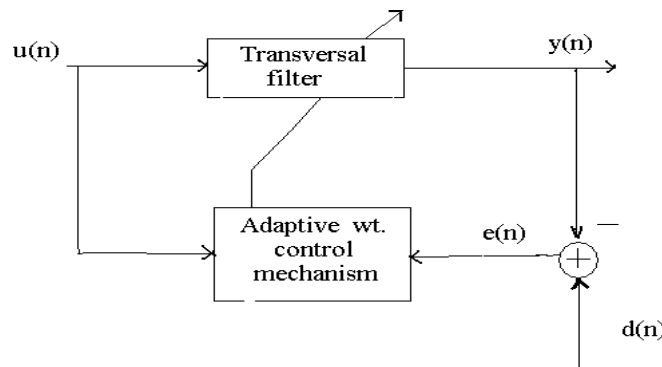 u(n)
Transversal
filter
y(n)
Adaptive wt.
control
mechanism
e(n)
—
+
d(n)